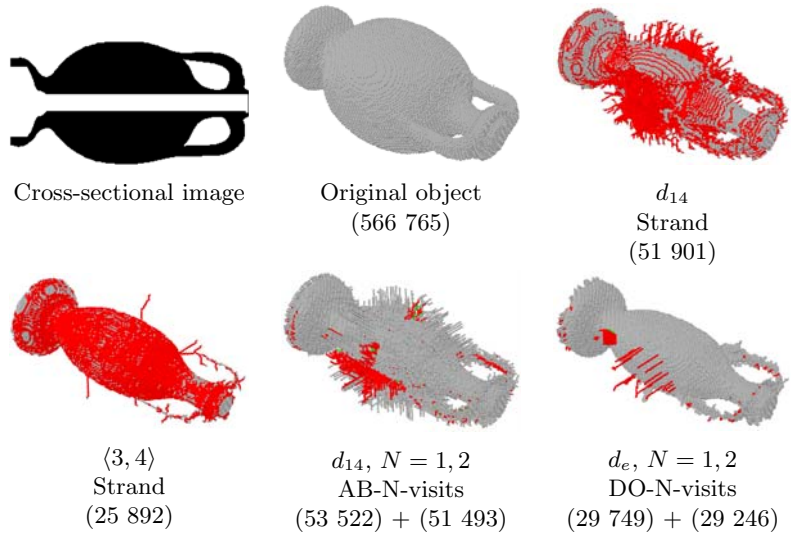 Cross-sectional image
Original object
(566 765)
d₁₄
Strand
(51 901)
⟨3, 4⟩
Strand
(25 892)
d₁₄, N = 1, 2
AB-N-visits
(53 522) + (51 493)
dₑ, N = 1, 2
DO-N-visits
(29 749) + (29 246)